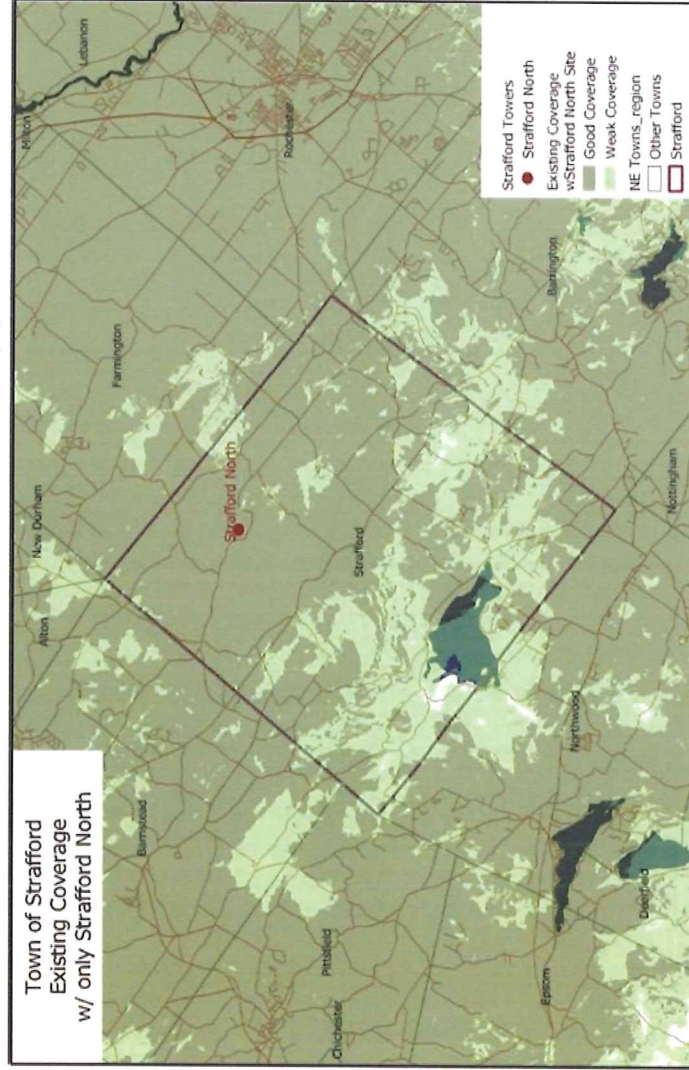 Town of Strafford
Existing Coverage
w/ only Strafford North
Milton
Lebanon
Rochester
Farmington
New Durham
Alton
Barnstead
Strafford North
Strafford
Pittsfield
Chichester
Epsom
Deerfield
Northwood
Nottingham
Barrington
Strafford Towers
Strafford North
Existing Coverage
wStrafford North Site
Good Coverage
Weak Coverage
NE Towns_region
Other Towns
Strafford